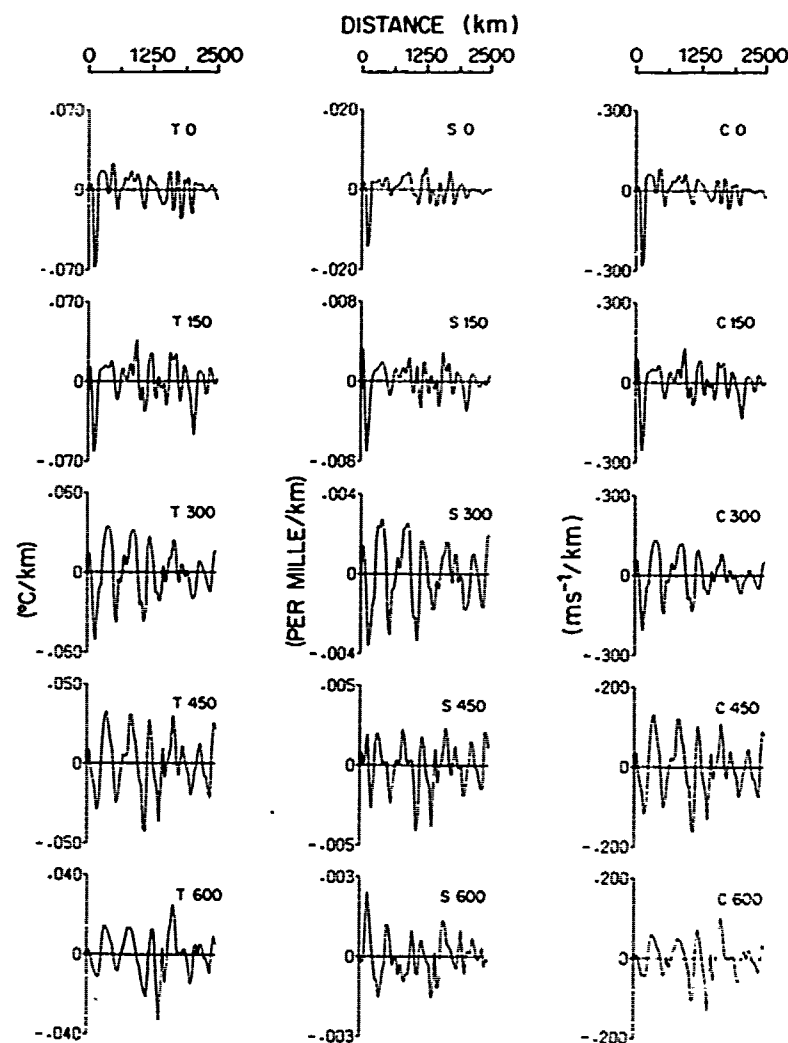 DISTANCE (km)
0 1250 2500 0 1250 2500 0 1250 2500
.070 .020 .300
T 0 S 0 C 0
0 0 0
-.070 -.020 -.300
.070 .008 .300
T 150 S 150 C 150
0 0 0
-.070 -.008 -.300
.004 .300
T 300 S 300 C 300
0 0 0
-.004 -.300
(°C/km) (PER MILLE/km) (ms⁻¹/km)
.050 .005 .200
T 450 S 450 C 450
0 0 0
-.050 -.005 -.200
.040 .003 .200
T 600 S 600 C 600
0 0 0
-.040 -.003 -.200